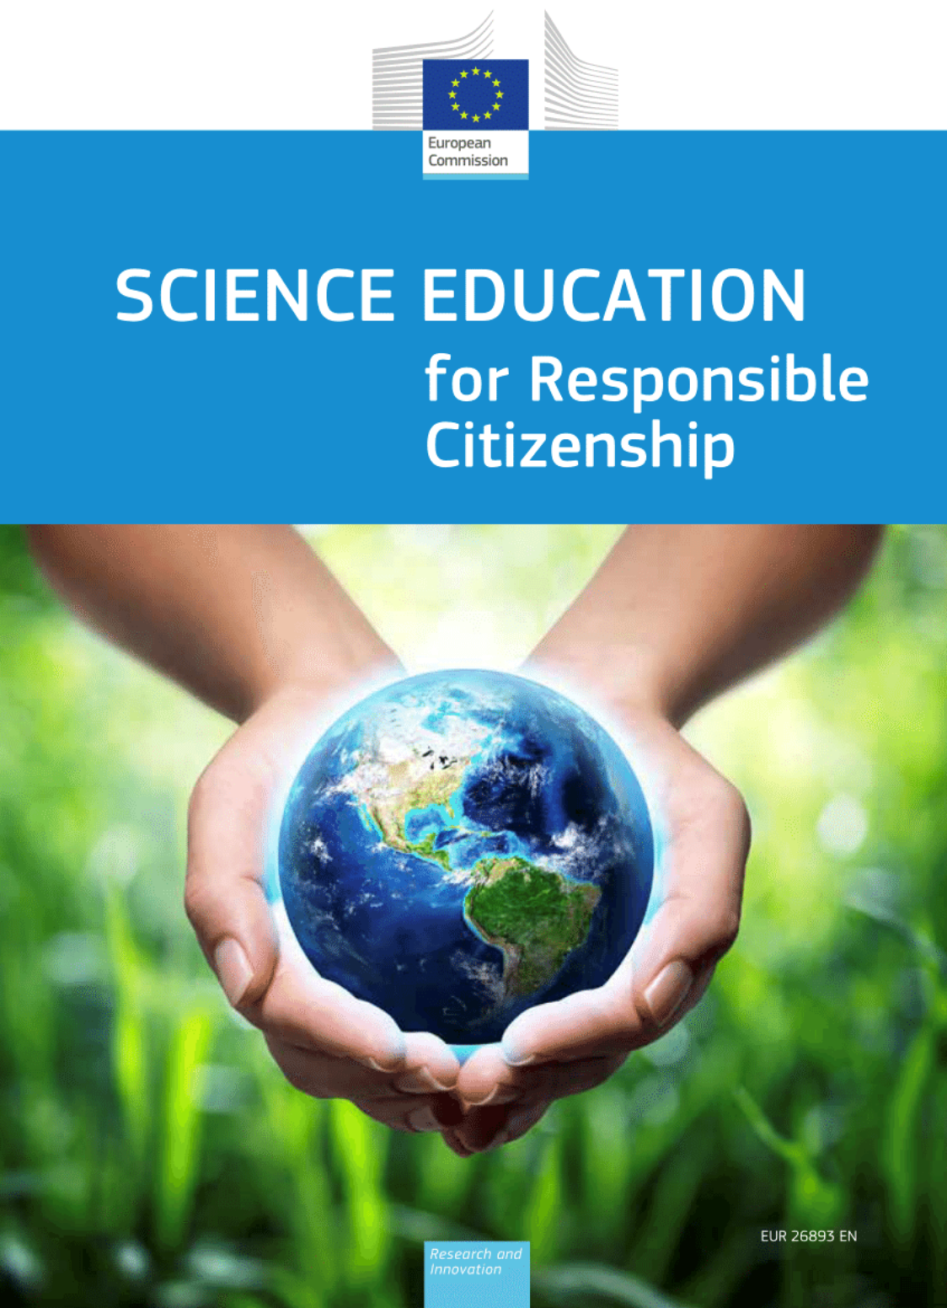 European
Commission
SCIENCE EDUCATION
for Responsible
Citizenship
EUR 26893 EN
Research and
Innovation